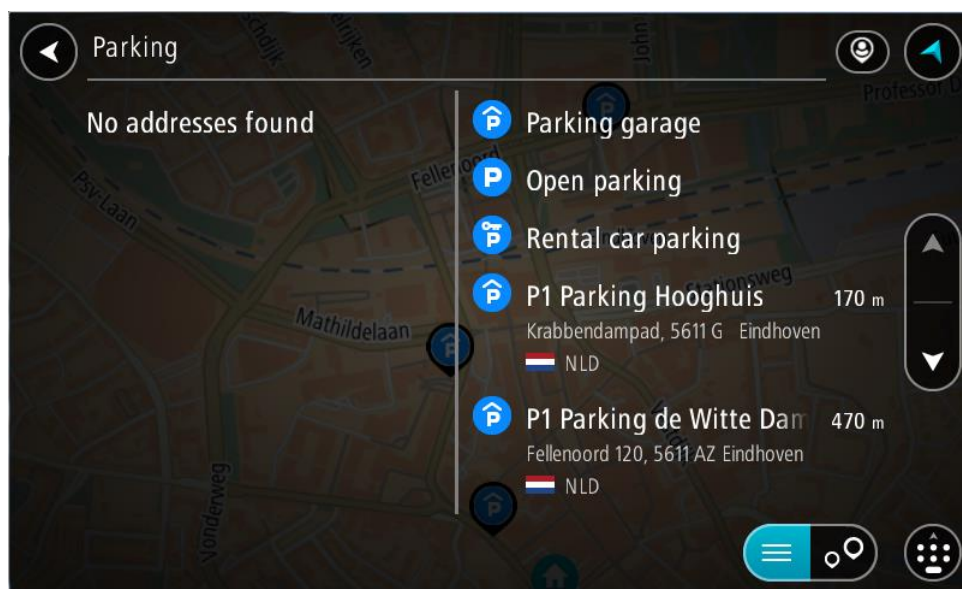 Parking
No addresses found
Parking garage
Open parking
Rental car parking
P1 Parking Hooghuis 170 m
Krabbendampad, 5611 G Eindhoven
NLD
P1 Parking de Witte Dam 470 m
Fellenoord 120, 5611 AZ Eindhoven
NLD
Fellenoord
Psv-Laan
Mathildelaan
Vonderweg
Stationsweg
John